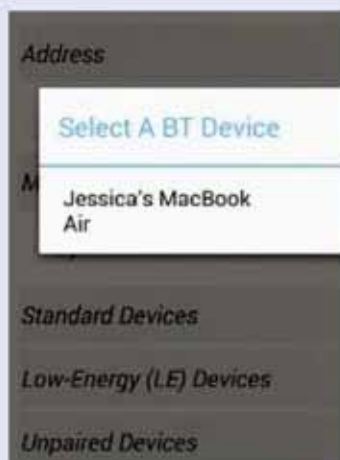 Address
Select A BT Device
M
Jessica's MacBook
Air
Standard Devices
Low-Energy (LE) Devices
Unpaired Devices